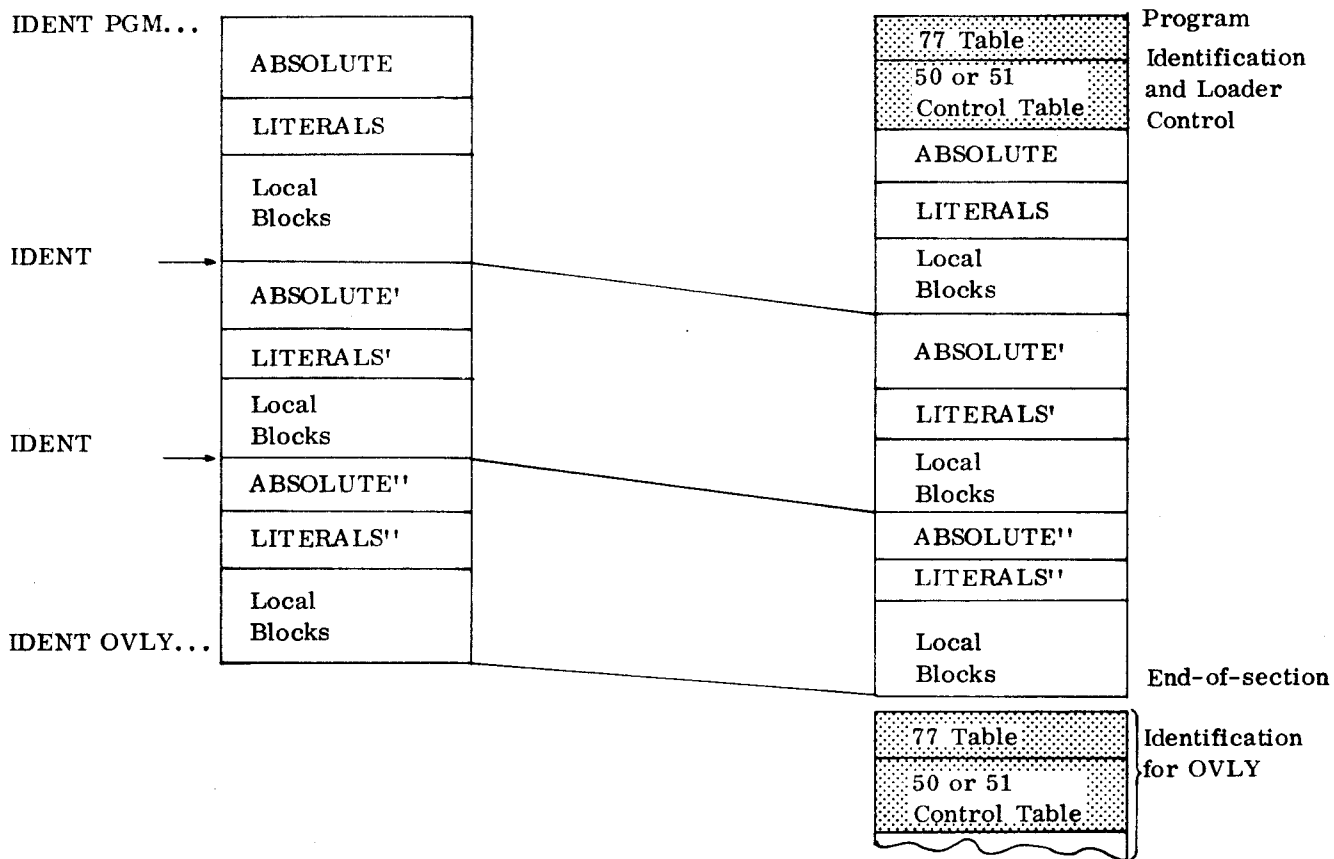 IDENT PGM...
ABSOLUTE
LITERALS
Local
Blocks
IDENT
ABSOLUTE'
LITERALS'
Local
Blocks
IDENT
ABSOLUTE''
LITERALS''
Local
Blocks
IDENT OVLY...
77 Table
50 or 51
Control Table
Program
Identification
and Loader
Control
ABSOLUTE
LITERALS
Local
Blocks
ABSOLUTE'
LITERALS'
Local
Blocks
ABSOLUTE''
LITERALS''
Local
Blocks
End-of-section
77 Table
50 or 51
Control Table
Identification
for OVLY